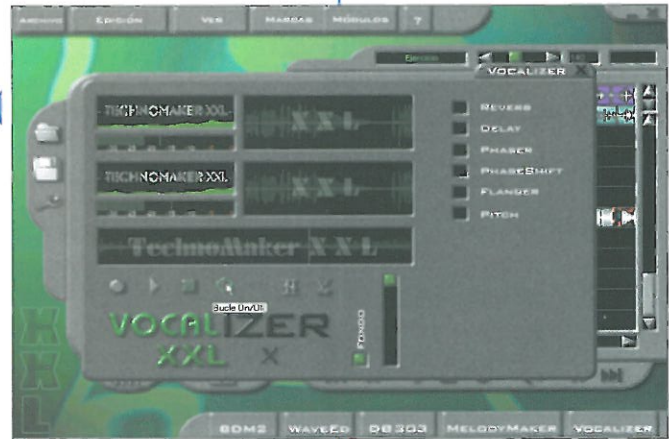 ARCHIVO EDICIÓN VER MARCAS MÓDULOS ?
VOCALIZER X
TECHNOMAKER XXL
XXL
REVERB
DELAY
PHASER
PHASESHIFT
FLANGER
PITCH
TECHNOMAKER XXL
XXL
TechnoMaker XXL
Bucle On/Off
VOCALIZER
XXL X
FONDO
XXL
BDM2 WAVEED DB303 MELODYMAKER VOCALIZER